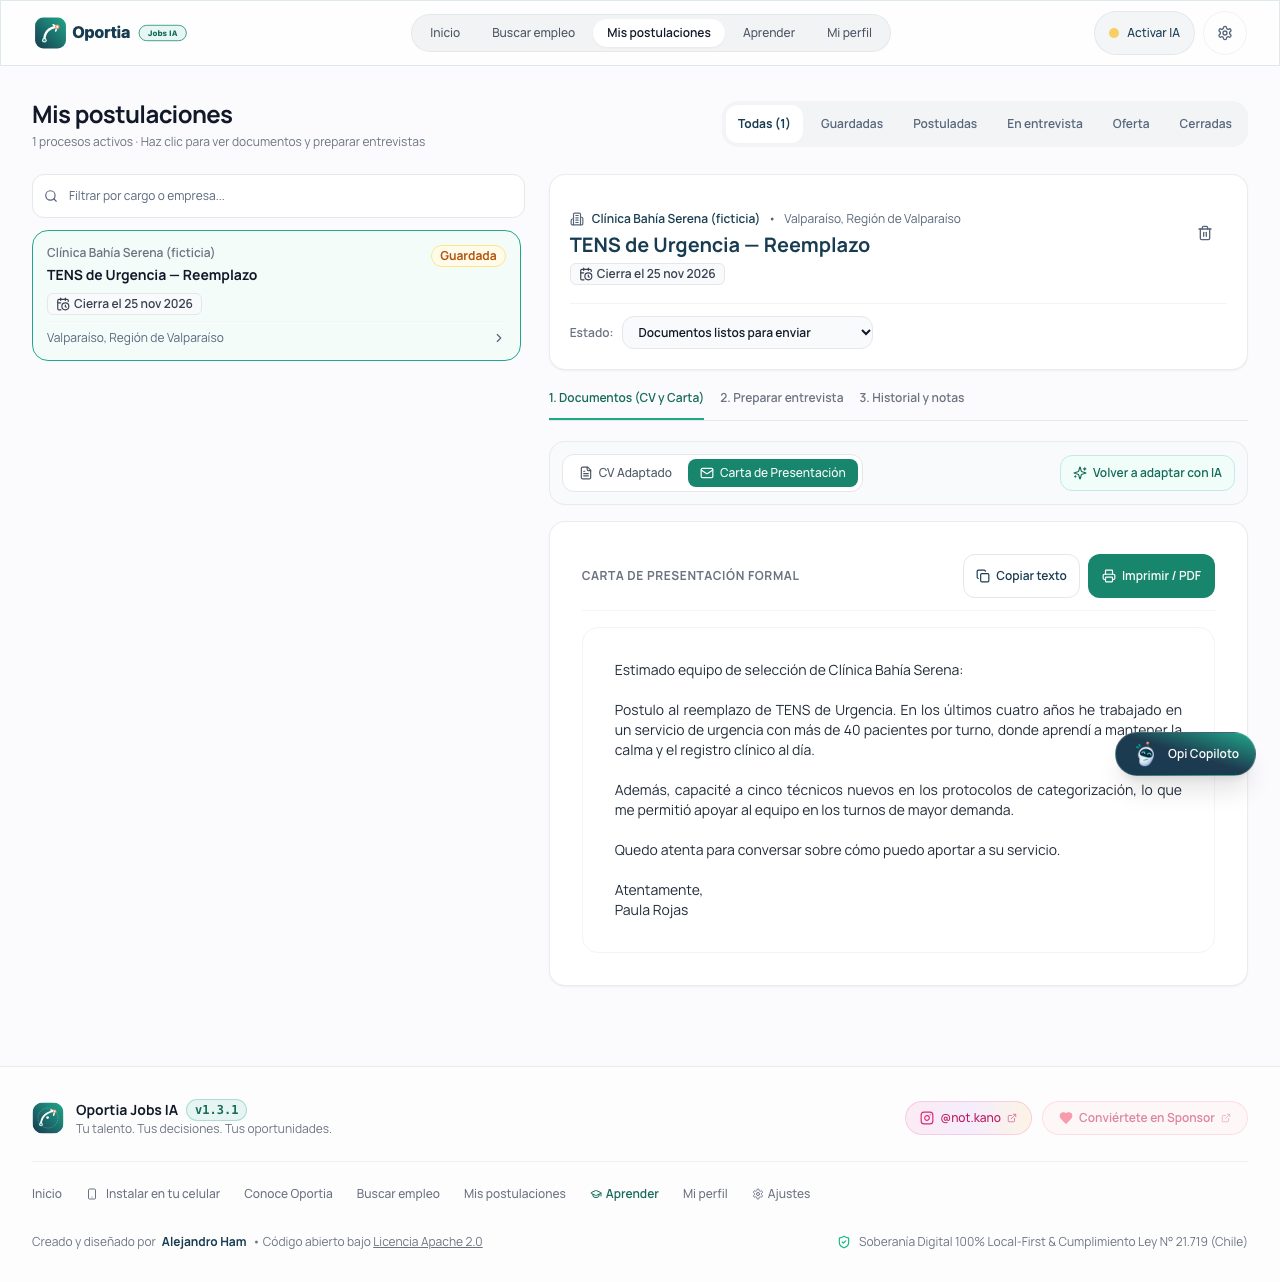 Oportia Jobs IA
Inicio
Buscar empleo
Mis postulaciones
Aprender
Mi perfil
Activar IA
Mis postulaciones
1 procesos activos · Haz clic para ver documentos y preparar entrevistas
Todas (1)
Guardadas
Postuladas
En entrevista
Oferta
Cerradas
Filtrar por cargo o empresa...
Clínica Bahía Serena (ficticia)
Guardada
TENS de Urgencia — Reemplazo
Cierra el 25 nov 2026
Valparaíso, Región de Valparaíso
Clínica Bahía Serena (ficticia) • Valparaíso, Región de Valparaíso
TENS de Urgencia — Reemplazo
Cierra el 25 nov 2026
Estado: Documentos listos para enviar
1. Documentos (CV y Carta)
2. Preparar entrevista
3. Historial y notas
CV Adaptado
Carta de Presentación
Volver a adaptar con IA
CARTA DE PRESENTACIÓN FORMAL
Copiar texto
Imprimir / PDF
Estimado equipo de selección de Clínica Bahía Serena:
Postulo al reemplazo de TENS de Urgencia. En los últimos cuatro años he trabajado en
un servicio de urgencia con más de 40 pacientes por turno, donde aprendí a mantener la
calma y el registro clínico al día.
Opi Copiloto
Además, capacité a cinco técnicos nuevos en los protocolos de categorización, lo que
me permitió apoyar al equipo en los turnos de mayor demanda.
Quedo atenta para conversar sobre cómo puedo aportar a su servicio.
Atentamente,
Paula Rojas
Oportia Jobs IA v1.3.1
Tu talento. Tus decisiones. Tus oportunidades.
@not.kano
Conviértete en Sponsor
Inicio
Instalar en tu celular
Conoce Oportia
Buscar empleo
Mis postulaciones
Aprender
Mi perfil
Ajustes
Creado y diseñado por Alejandro Ham • Código abierto bajo Licencia Apache 2.0
Soberanía Digital 100% Local-First & Cumplimiento Ley N° 21.719 (Chile)